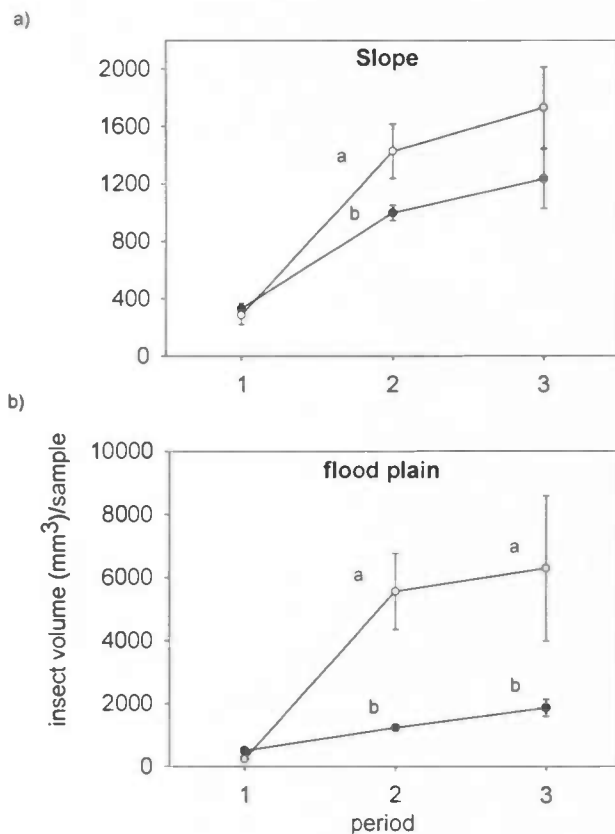 a)
Slope
2000
1600
a
1200
b
800
400
0
1 2 3
b)
insect volume (mm³)/sample
10000
flood plain
8000
a a
6000
4000
2000
b b
0
1 2 3
period